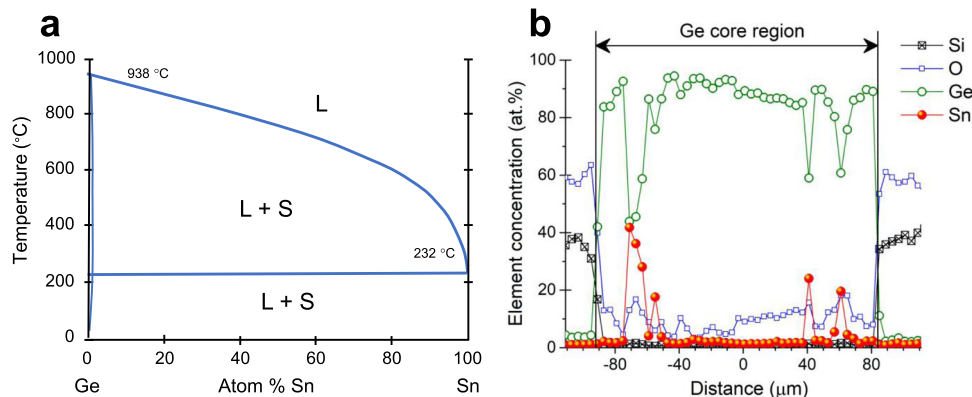 a
1000
800
600
400
200
0
Temperature (°C)
938 °C
L
L + S
232 °C
L + S
0 20 40 60 80 100
Ge Atom % Sn Sn
b
Ge core region
Si
O
Ge
Sn
100
80
60
40
20
0
Element concentration (at.%)
-80 -40 0 40 80
Distance (μm)